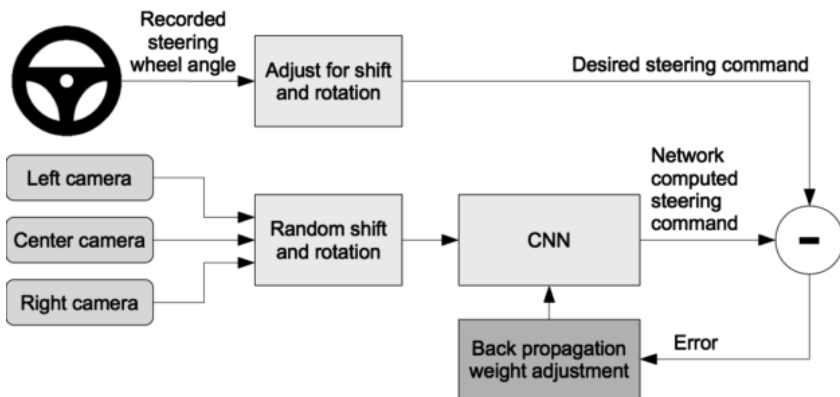 Recorded
steering
wheel angle
Adjust for shift
and rotation
Desired steering command
Left camera
Center camera
Right camera
Random shift
and rotation
CNN
Network
computed
steering
command
-
Back propagation
weight adjustment
Error